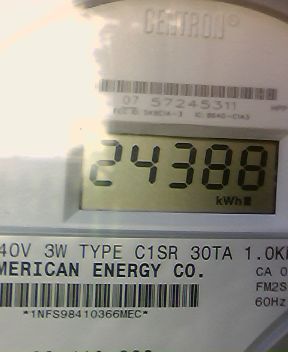 CENTRON®
07 57245311
24388
kWh
40V 3W TYPE C1SR 30TA 1.0K
MERICAN ENERGY CO.
CA 0
FM2S
60Hz
*1NFS98410366MEC*